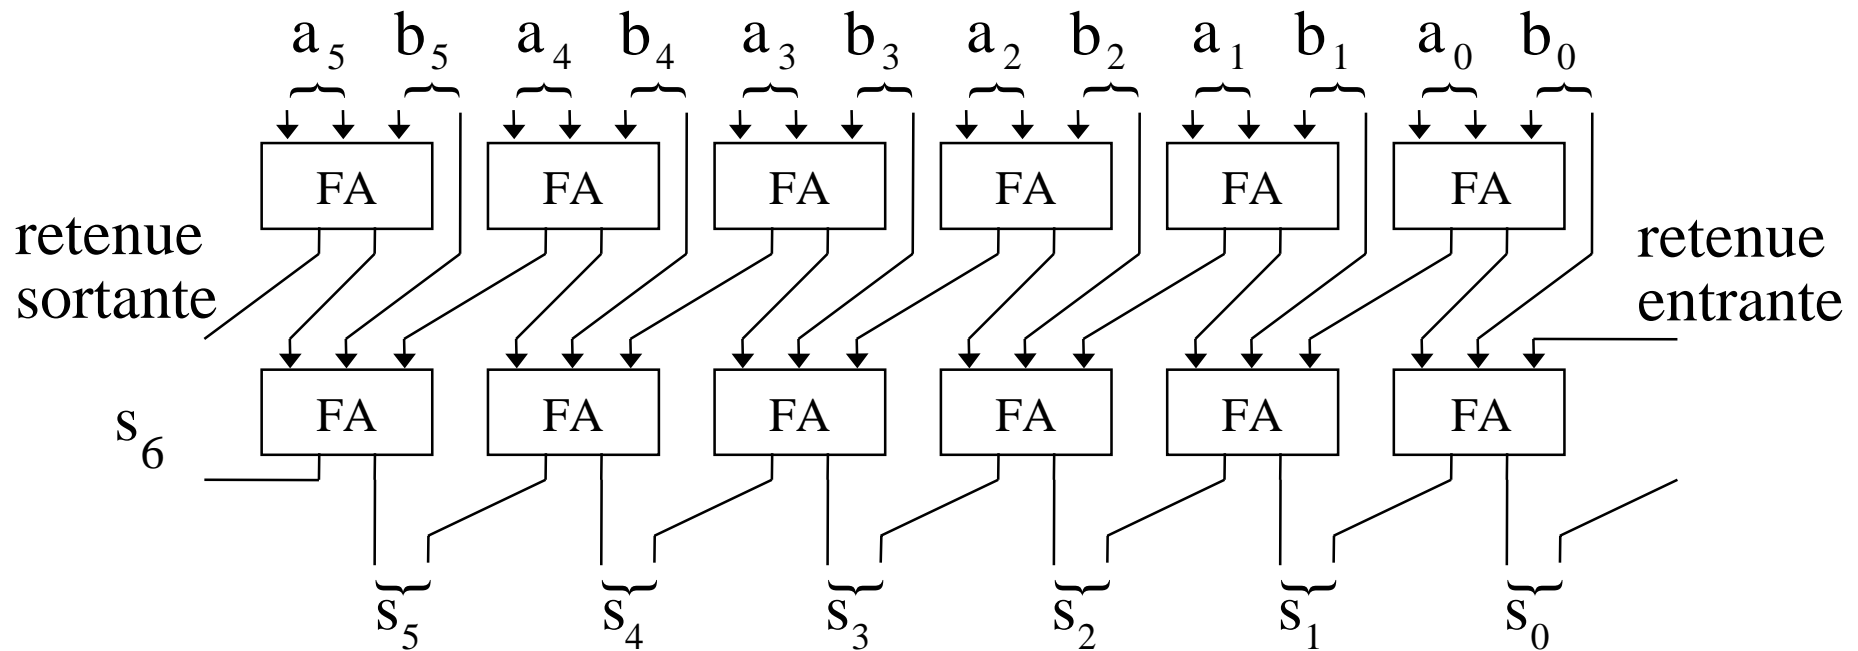 a5 b5 a4 b4 a3 b3 a2 b2 a1 b1 a0 b0
FA FA FA FA FA FA
retenue
sortante
retenue
entrante
FA FA FA FA FA FA
s6
s5 s4 s3 s2 s1 s0